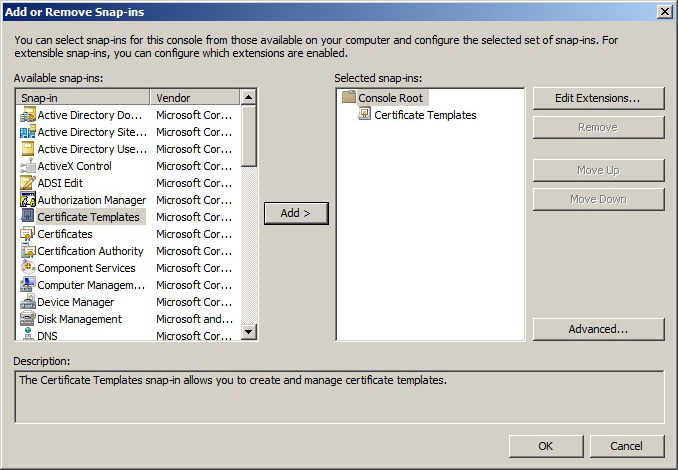 Add or Remove Snap-ins
You can select snap-ins for this console from those available on your computer and configure the selected set of snap-ins. For
extensible snap-ins, you can configure which extensions are enabled.
Available snap-ins:
Selected snap-ins:
Snap-in Vendor
Active Directory Do... Microsoft Cor...
Active Directory Site... Microsoft Cor...
Active Directory Use... Microsoft Cor...
ActiveX Control Microsoft Cor...
ADSI Edit Microsoft Cor...
Authorization Manager Microsoft Cor...
Certificate Templates Microsoft Cor...
Certificates Microsoft Cor...
Certification Authority Microsoft Cor...
Component Services Microsoft Cor...
Computer Managem... Microsoft Cor...
Device Manager Microsoft Cor...
Disk Management Microsoft and...
DNS Microsoft Cor...
Add >
Console Root
Certificate Templates
Edit Extensions...
Remove
Move Up
Move Down
Advanced...
Description:
The Certificate Templates snap-in allows you to create and manage certificate templates.
OK
Cancel